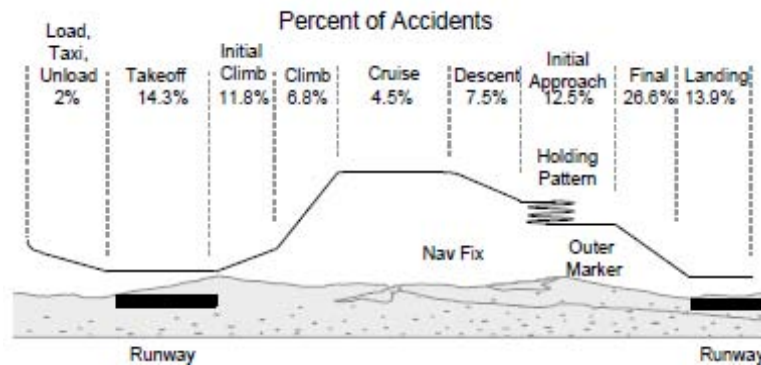 Percent of Accidents
Load,
Taxi,
Unload
2%
Takeoff
14.3%
Initial
Climb
11.8%
Climb
6.8%
Cruise
4.5%
Descent
7.5%
Initial
Approach
12.5%
Final
26.6%
Landing
13.9%
Holding
Pattern
Nav Fix
Outer
Marker
Runway
Runway